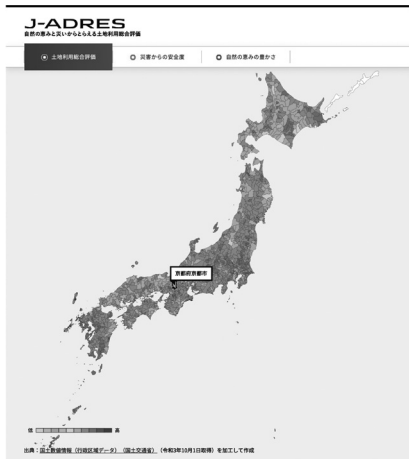 J-ADRES
自然の恵みと災いからとらえる土地利用総合評価
土地利用総合評価
災害からの安全度
自然の恵みの豊かさ
京都府京都市
低 高
出典：国土数値情報（行政区域データ）（国土交通省）（令和3年10月1日取得）を加工して作成